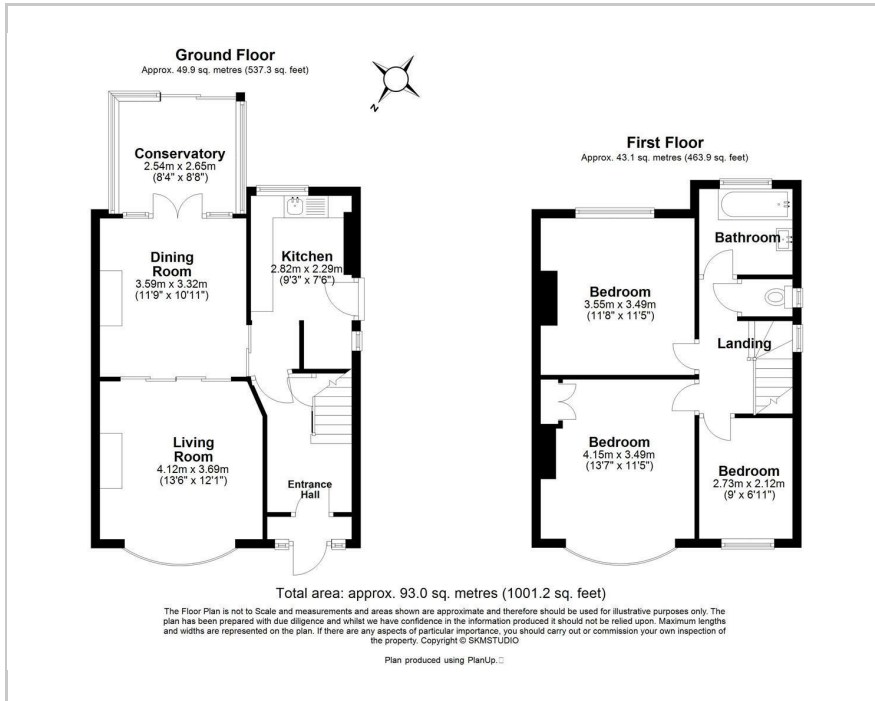 Ground Floor
Approx. 49.9 sq. metres (537.3 sq. feet)
N
Conservatory
2.54m x 2.65m
(8'4" x 8'8")
Dining
Room
3.59m x 3.32m
(11'9" x 10'11")
Kitchen
2.82m x 2.29m
(9'3" x 7'6")
Living
Room
4.12m x 3.69m
(13'6" x 12'1")
Entrance
Hall
First Floor
Approx. 43.1 sq. metres (463.9 sq. feet)
Bathroom
Bedroom
3.55m x 3.49m
(11'8" x 11'5")
Landing
Bedroom
4.15m x 3.49m
(13'7" x 11'5")
Bedroom
2.73m x 2.12m
(9' x 6'11")
Total area: approx. 93.0 sq. metres (1001.2 sq. feet)
The Floor Plan is not to Scale and measurements and areas shown are approximate and therefore should be used for illustrative purposes only. The
plan has been prepared with due diligence and whilst we have confidence in the information produced it should not be relied upon. Maximum lengths
and widths are represented on the plan. If there are any aspects of particular importance, you should carry out or commission your own inspection of
the property. Copyright © SKMSTUDIO
Plan produced using PlanUp.